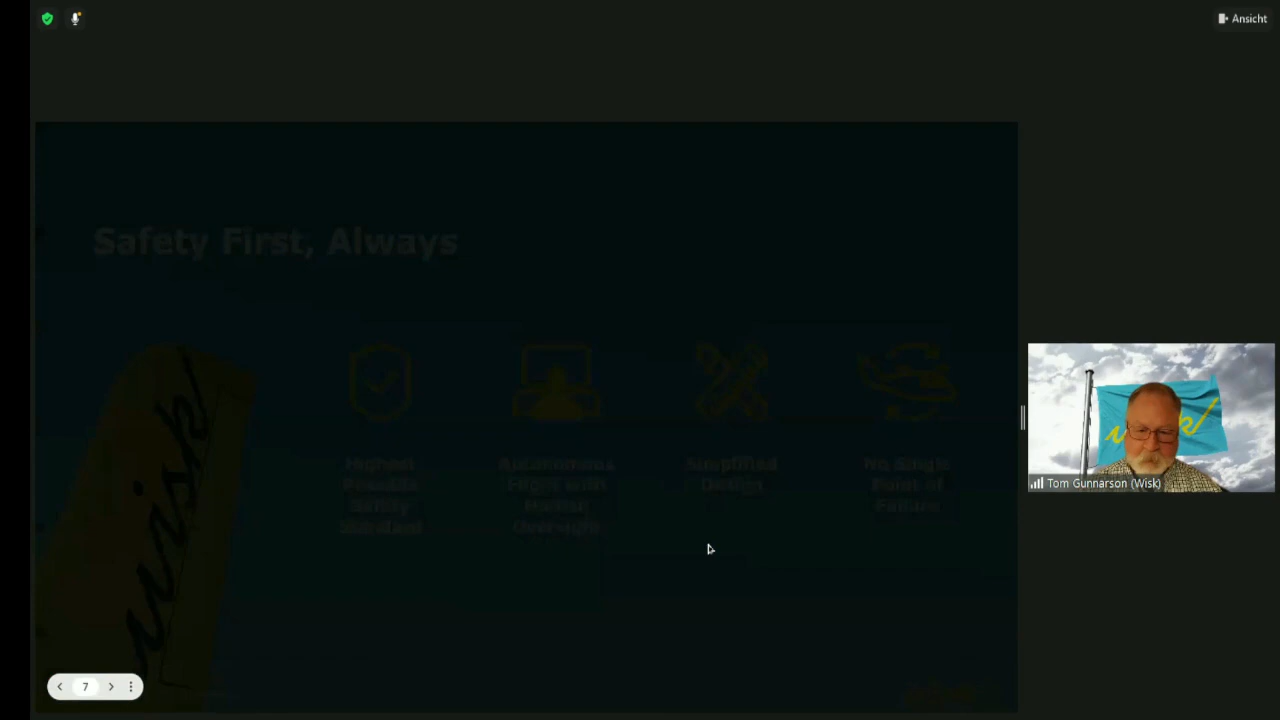 Ansicht
Safety First, Always
wisk
Highest
Possible
Safety
Standard
Autonomous
Flight with
Human
Oversight
Simplified
Design
No Single
Point of
Failure
Tom Gunnarson (Wisk)
7